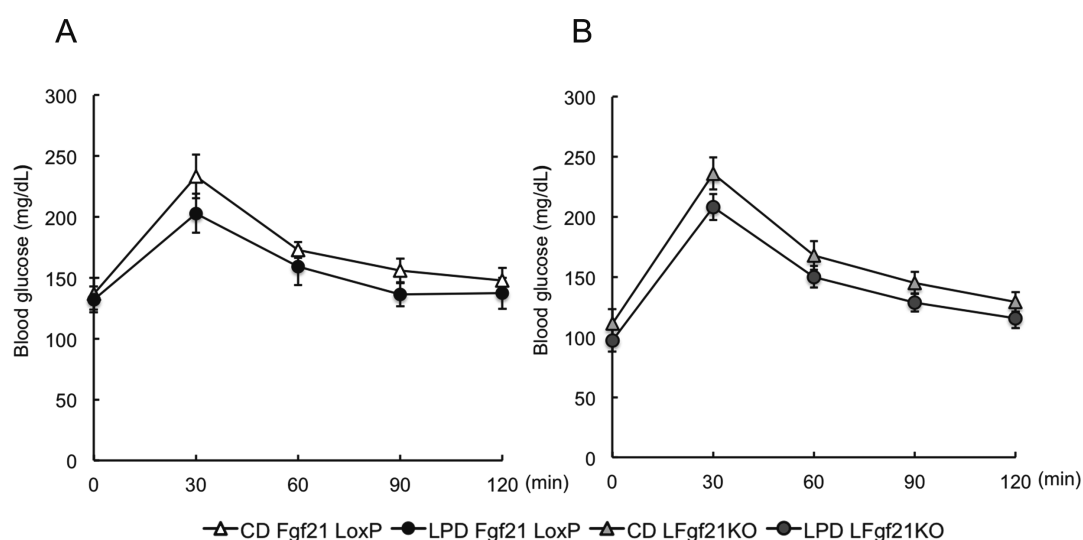 A
B
300
250
200
150
100
50
0
Blood glucose (mg/dL)
0 30 60 90 120 (min)
300
250
200
150
100
50
0
Blood glucose (mg/dL)
0 30 60 90 120 (min)
CD Fgf21 LoxP LPD Fgf21 LoxP CD LFgf21KO LPD LFgf21KO